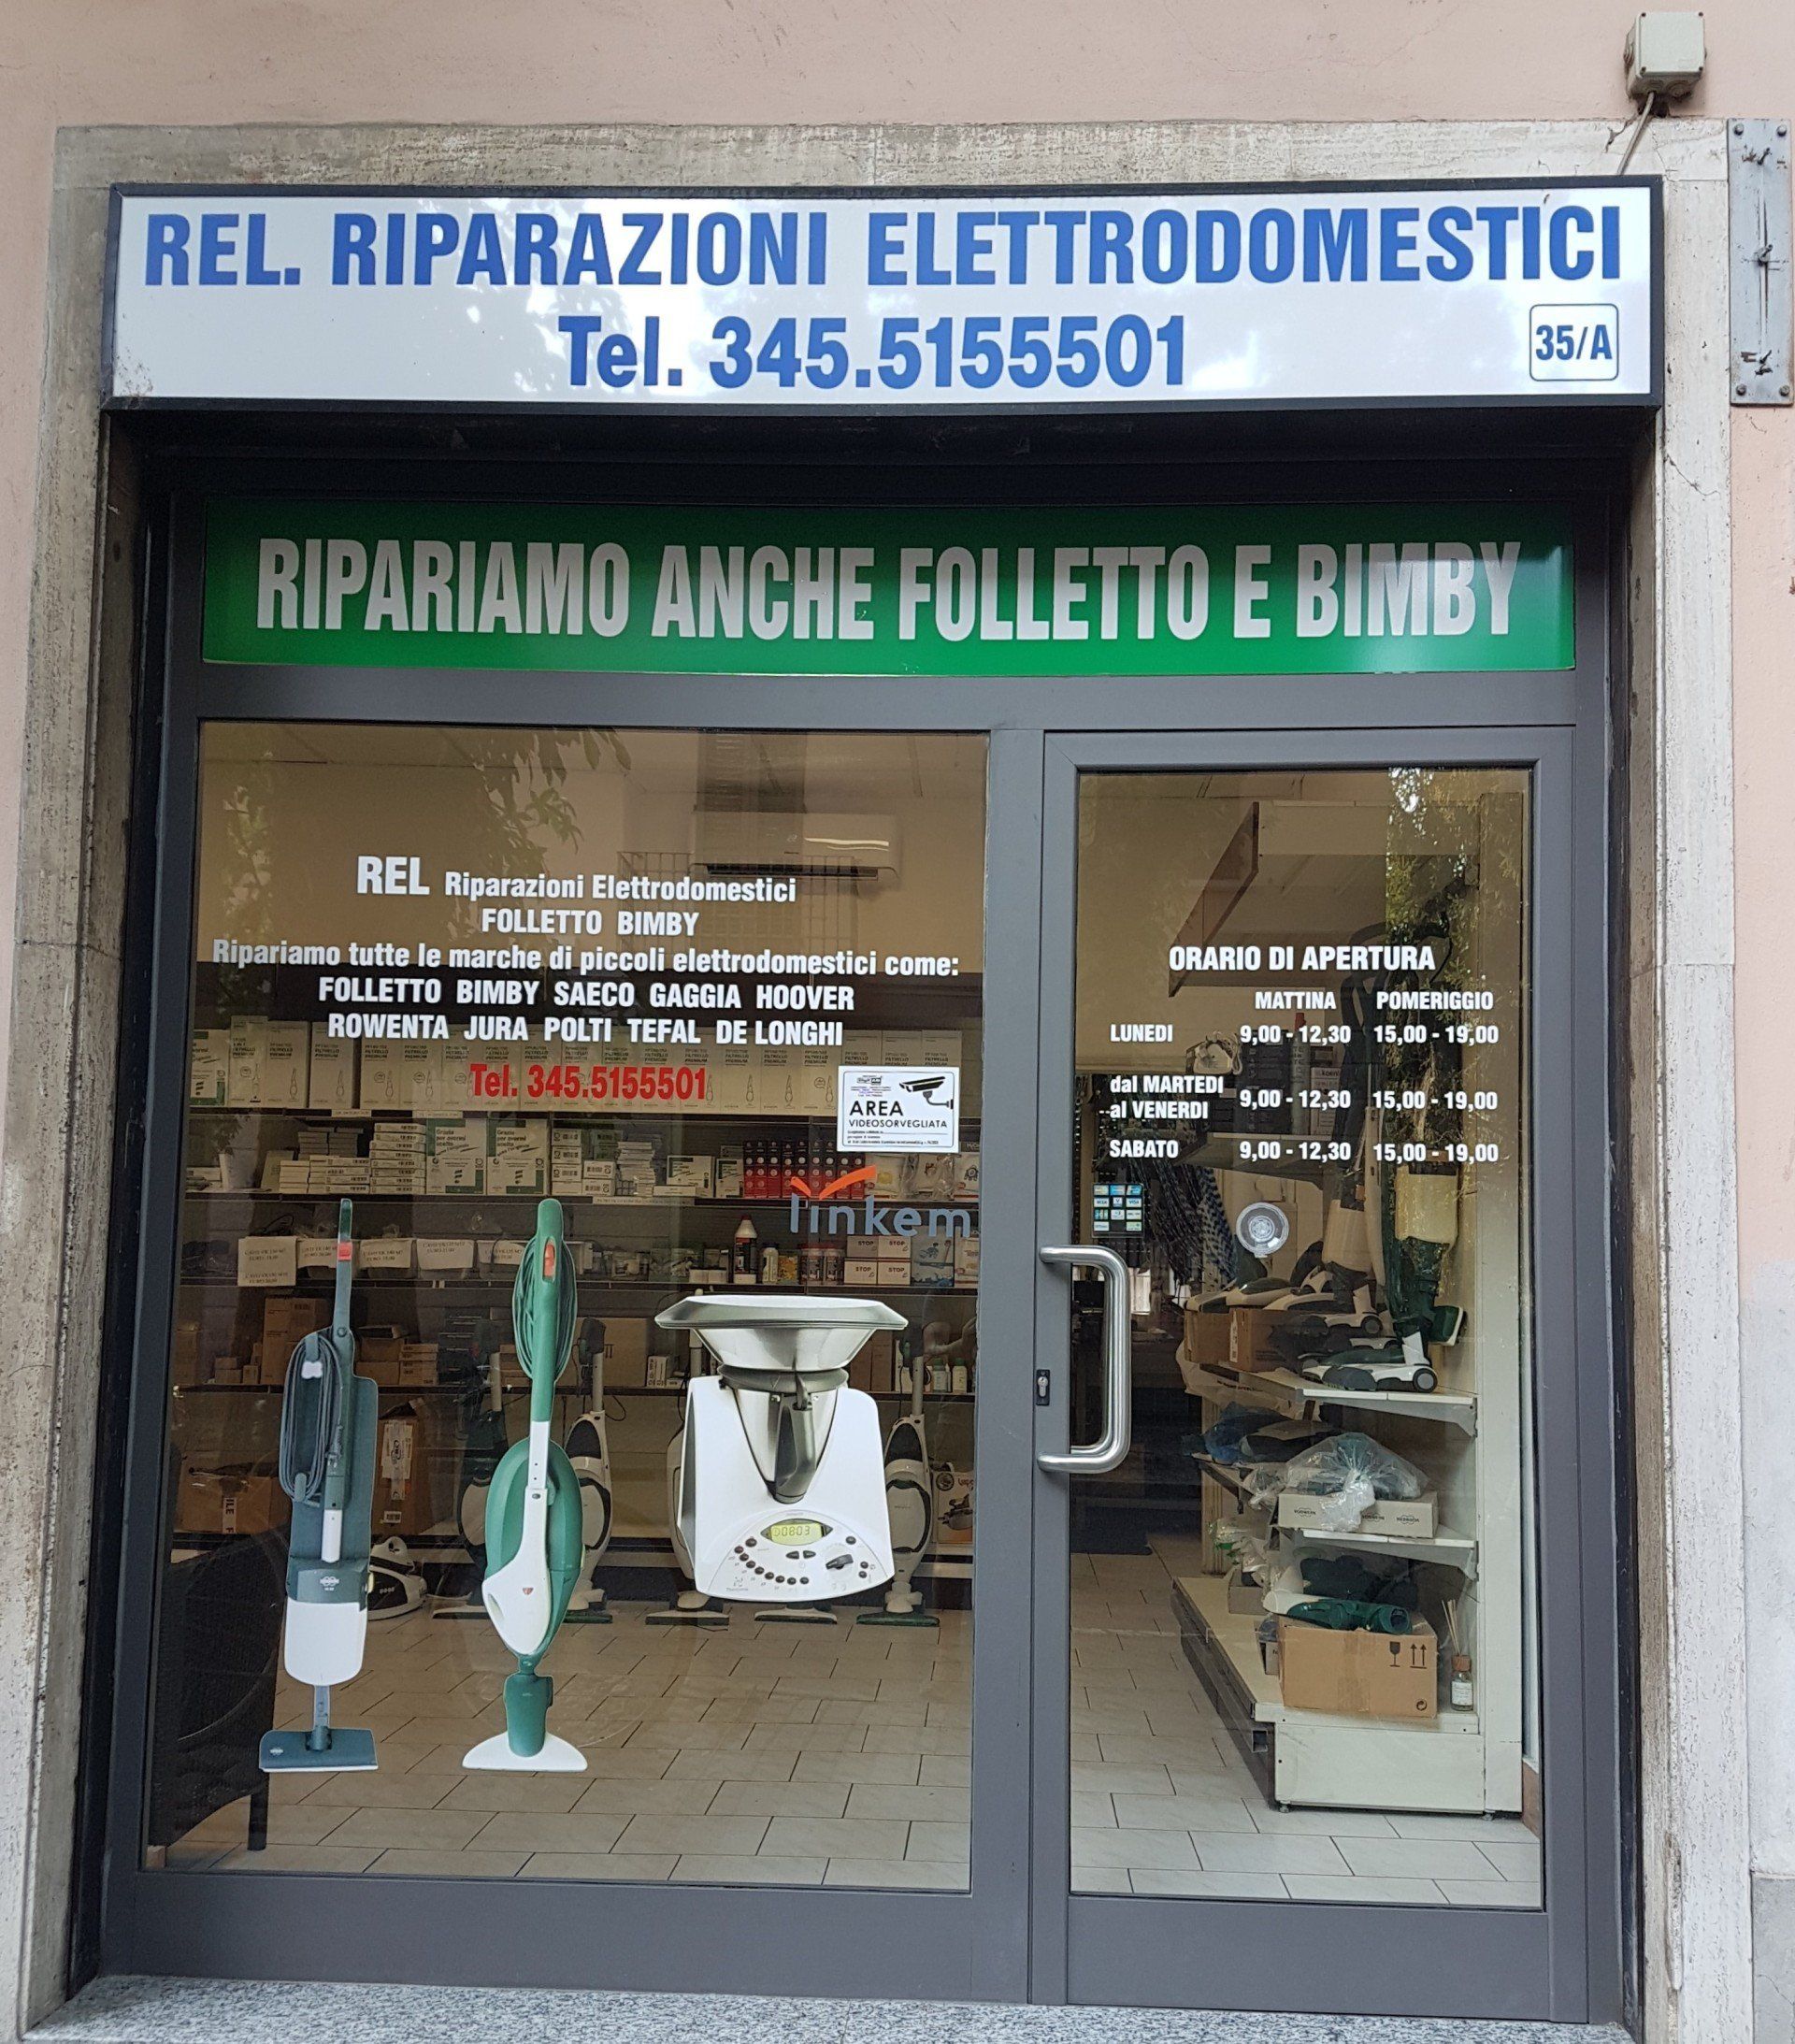 REL. RIPARAZIONI ELETTRODOMESTICI
Tel. 345.5155501
35/A
RIPARIAMO ANCHE FOLLETTO E BIMBY
REL Riparazioni Elettrodomestici
FOLLETTO BIMBY
Ripariamo tutte le marche di piccoli elettrodomestici come:
FOLLETTO BIMBY SAECO GAGGIA HOOVER
ROWENTA JURA POLTI TEFAL DE LONGHI
Tel. 345.5155501
AREA
VIDEOSORVEGLIATA
linkem
STOP STOP
STOP STOP
ORARIO DI APERTURA
MATTINA POMERIGGIO
LUNEDI 9,00 - 12,30 15,00 - 19,00
dal MARTEDI
al VENERDI 9,00 - 12,30 15,00 - 19,00
SABATO 9,00 - 12,30 15,00 - 19,00